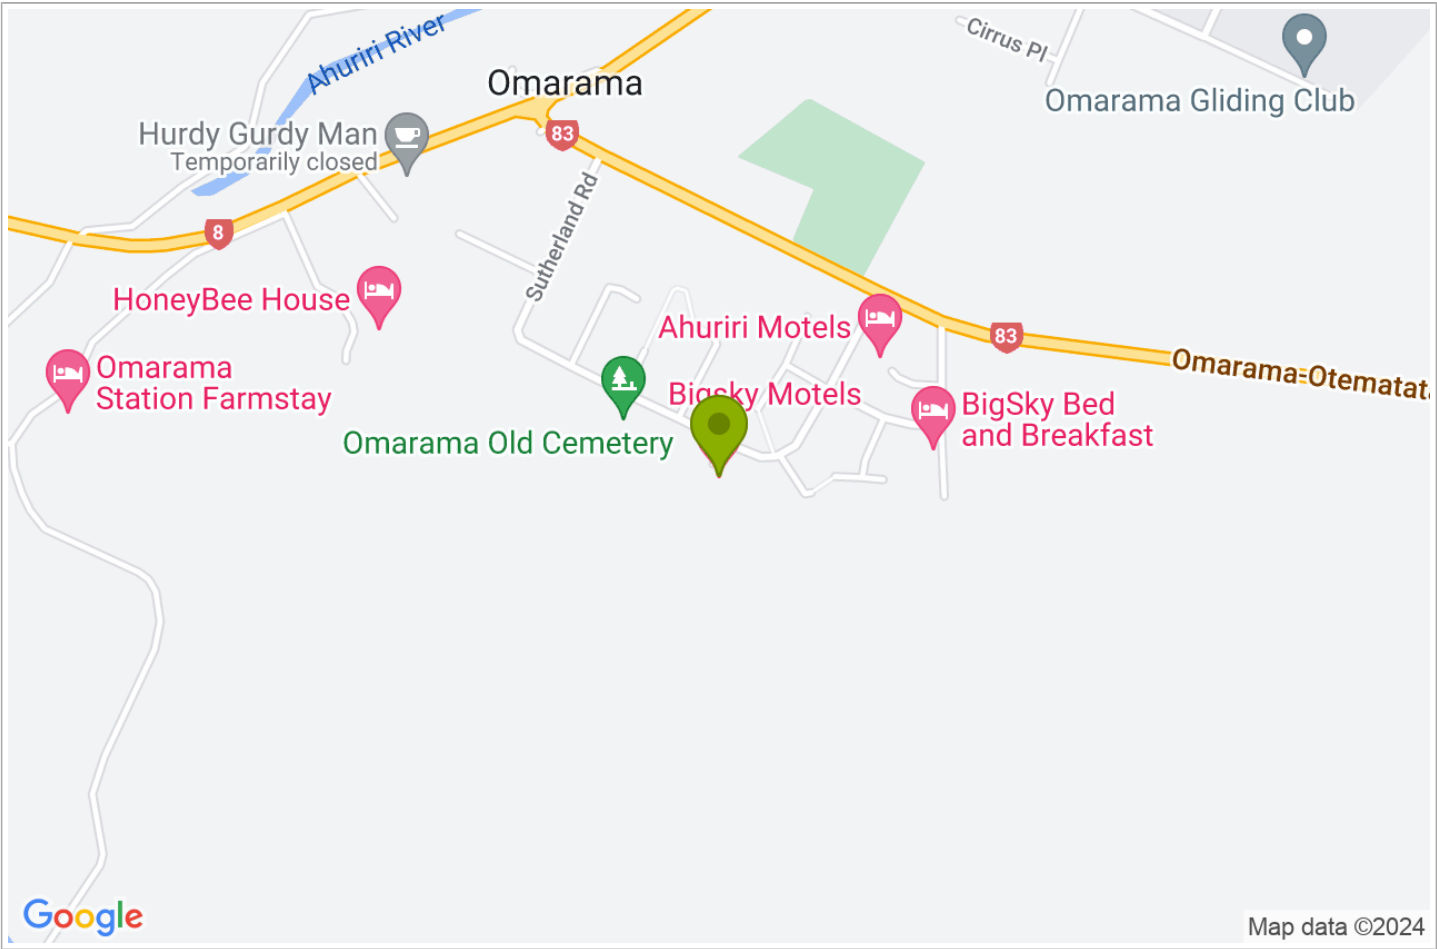 Ahuriri River
Cirrus Pl
Omarama
Omarama Gliding Club
Hurdy Gurdy Man
Temporarily closed
83
Sutherland Rd
8
HoneyBee House
Ahuriri Motels
83
Omarama-Otematata
Omarama
Station Farmstay
Bigsky Motels
BigSky Bed
and Breakfast
Omarama Old Cemetery
Google
Map data ©2024